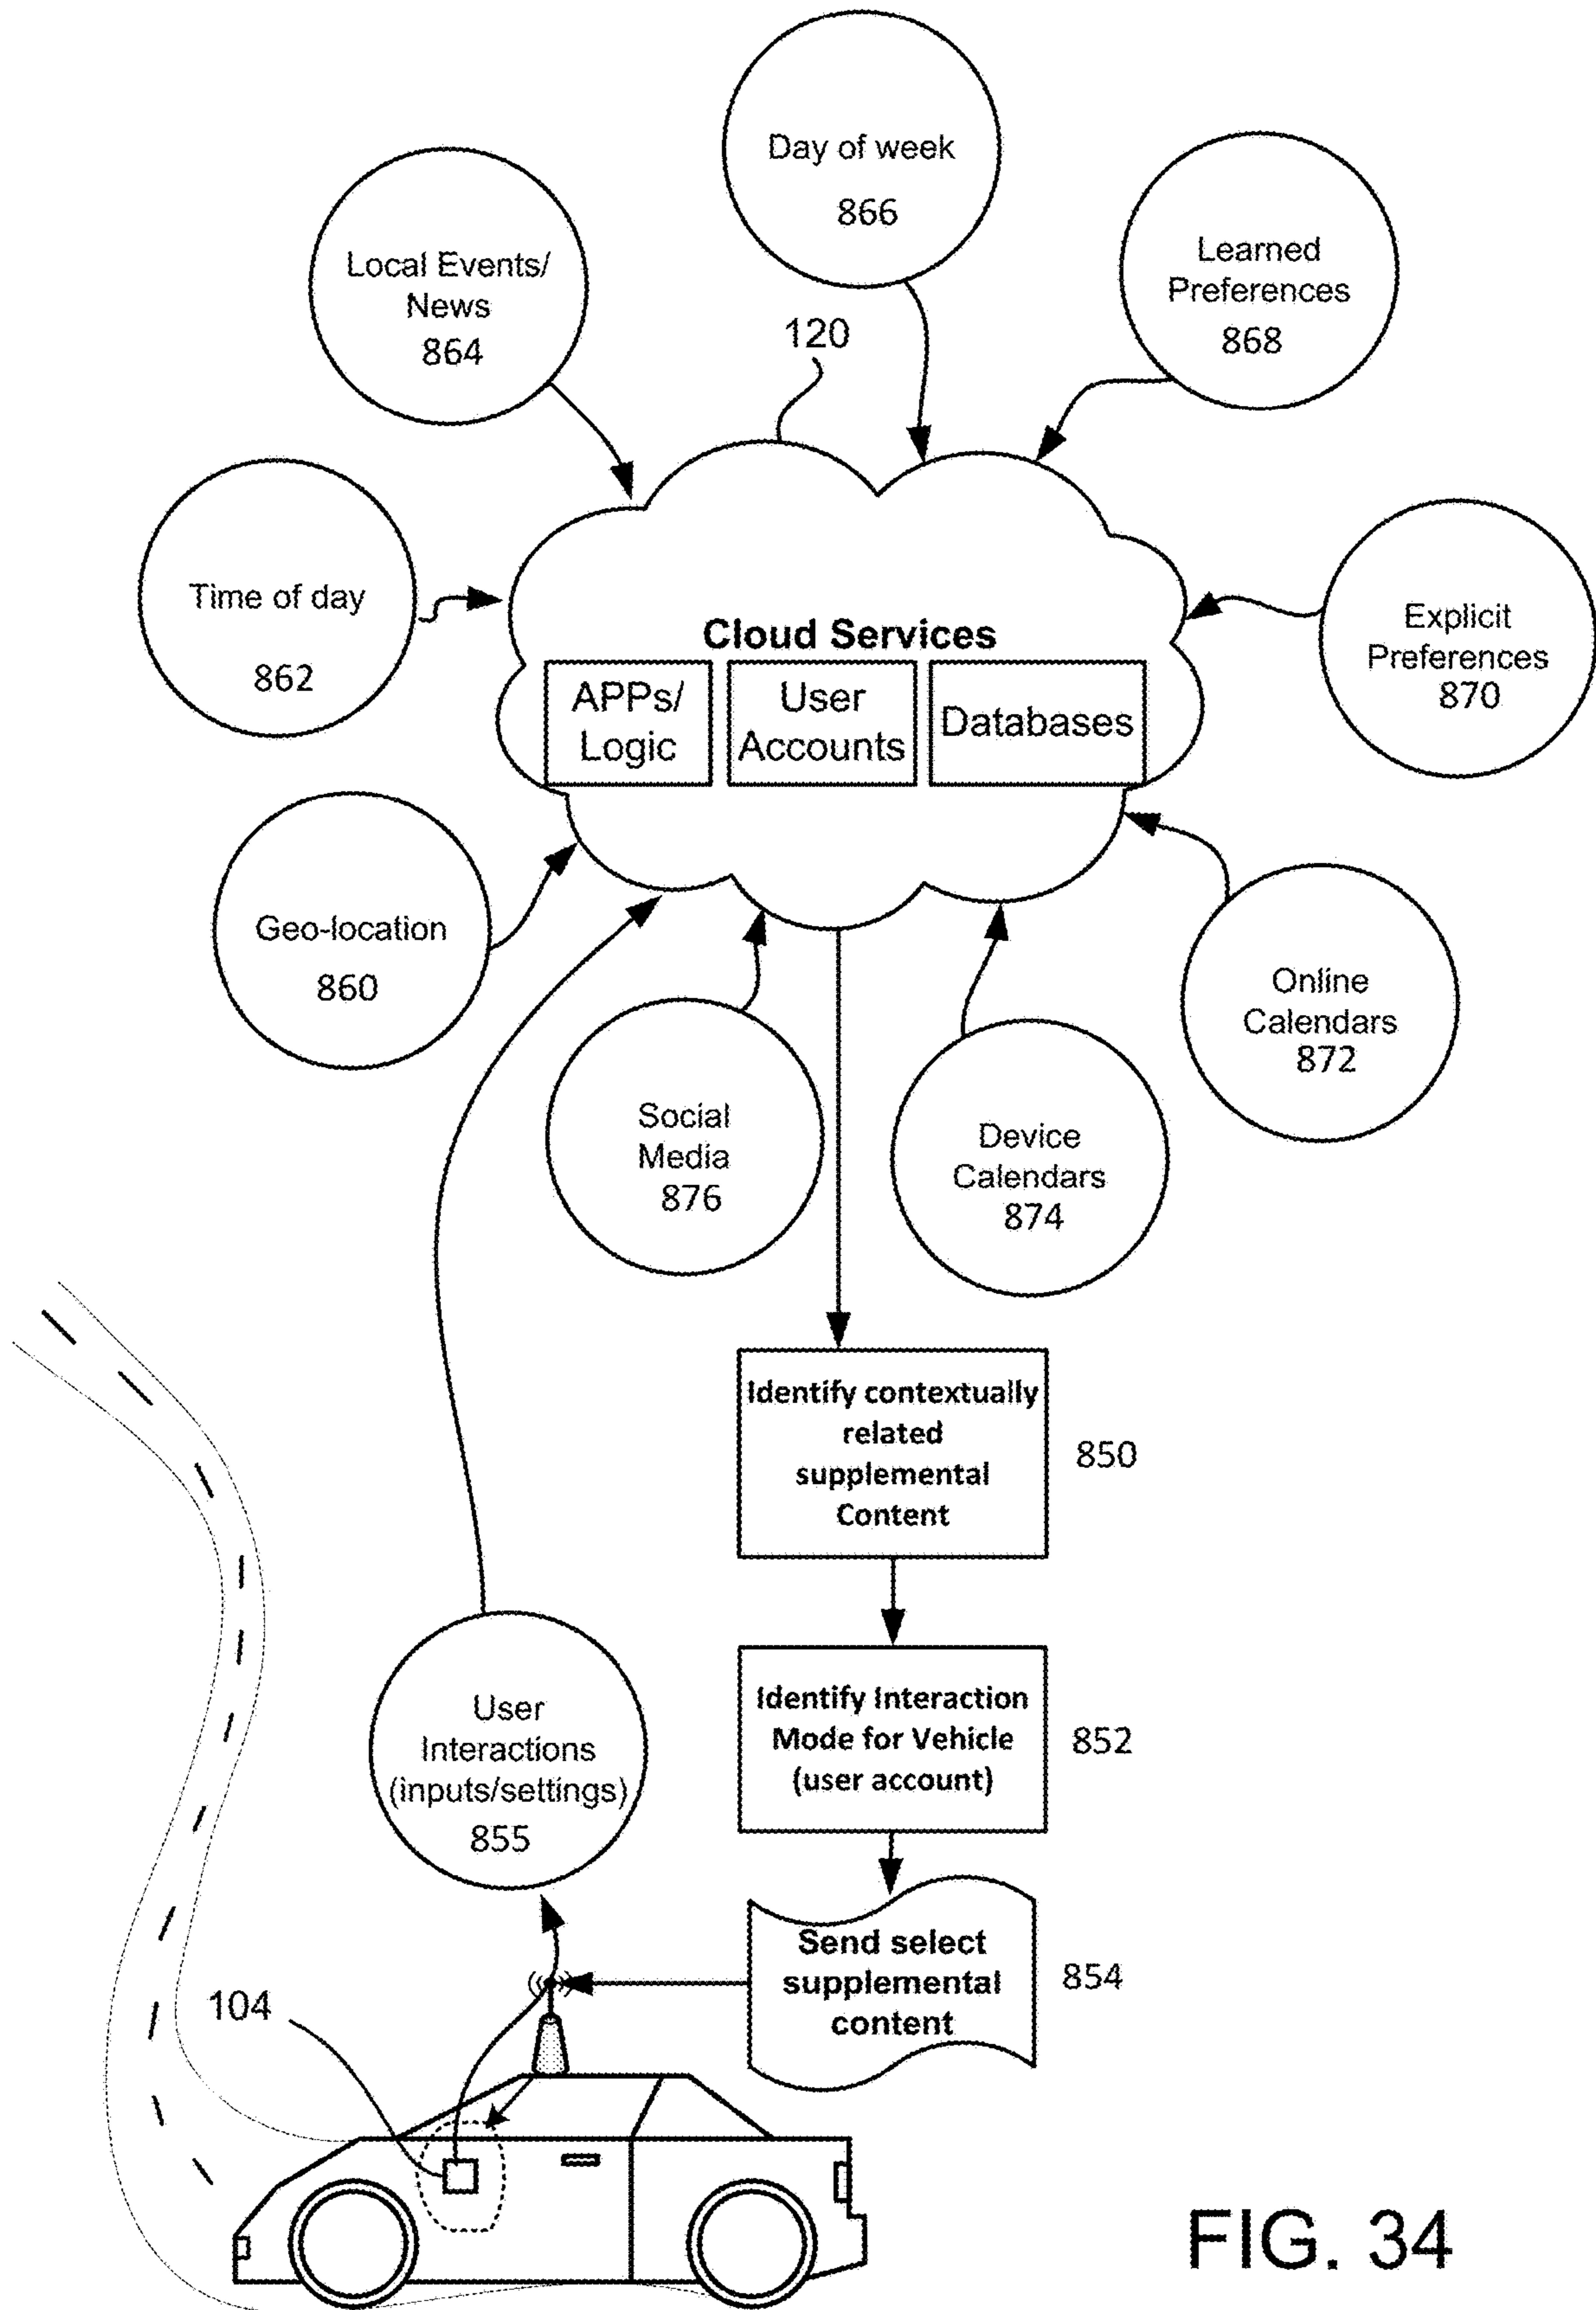 Day of week
866
Local Events/
News
864
Learned
Preferences
868
120
Time of day
862
Cloud Services
APPs/
Logic
User
Accounts
Databases
Explicit
Preferences
870
Geo-location
860
Online
Calendars
872
Social
Media
876
Device
Calendars
874
Identify contextually
related
supplemental
Content
850
Identify Interaction
Mode for Vehicle
(user account)
852
User
Interactions
(inputs/settings)
855
Send select
supplemental
content
854
104
FIG. 34